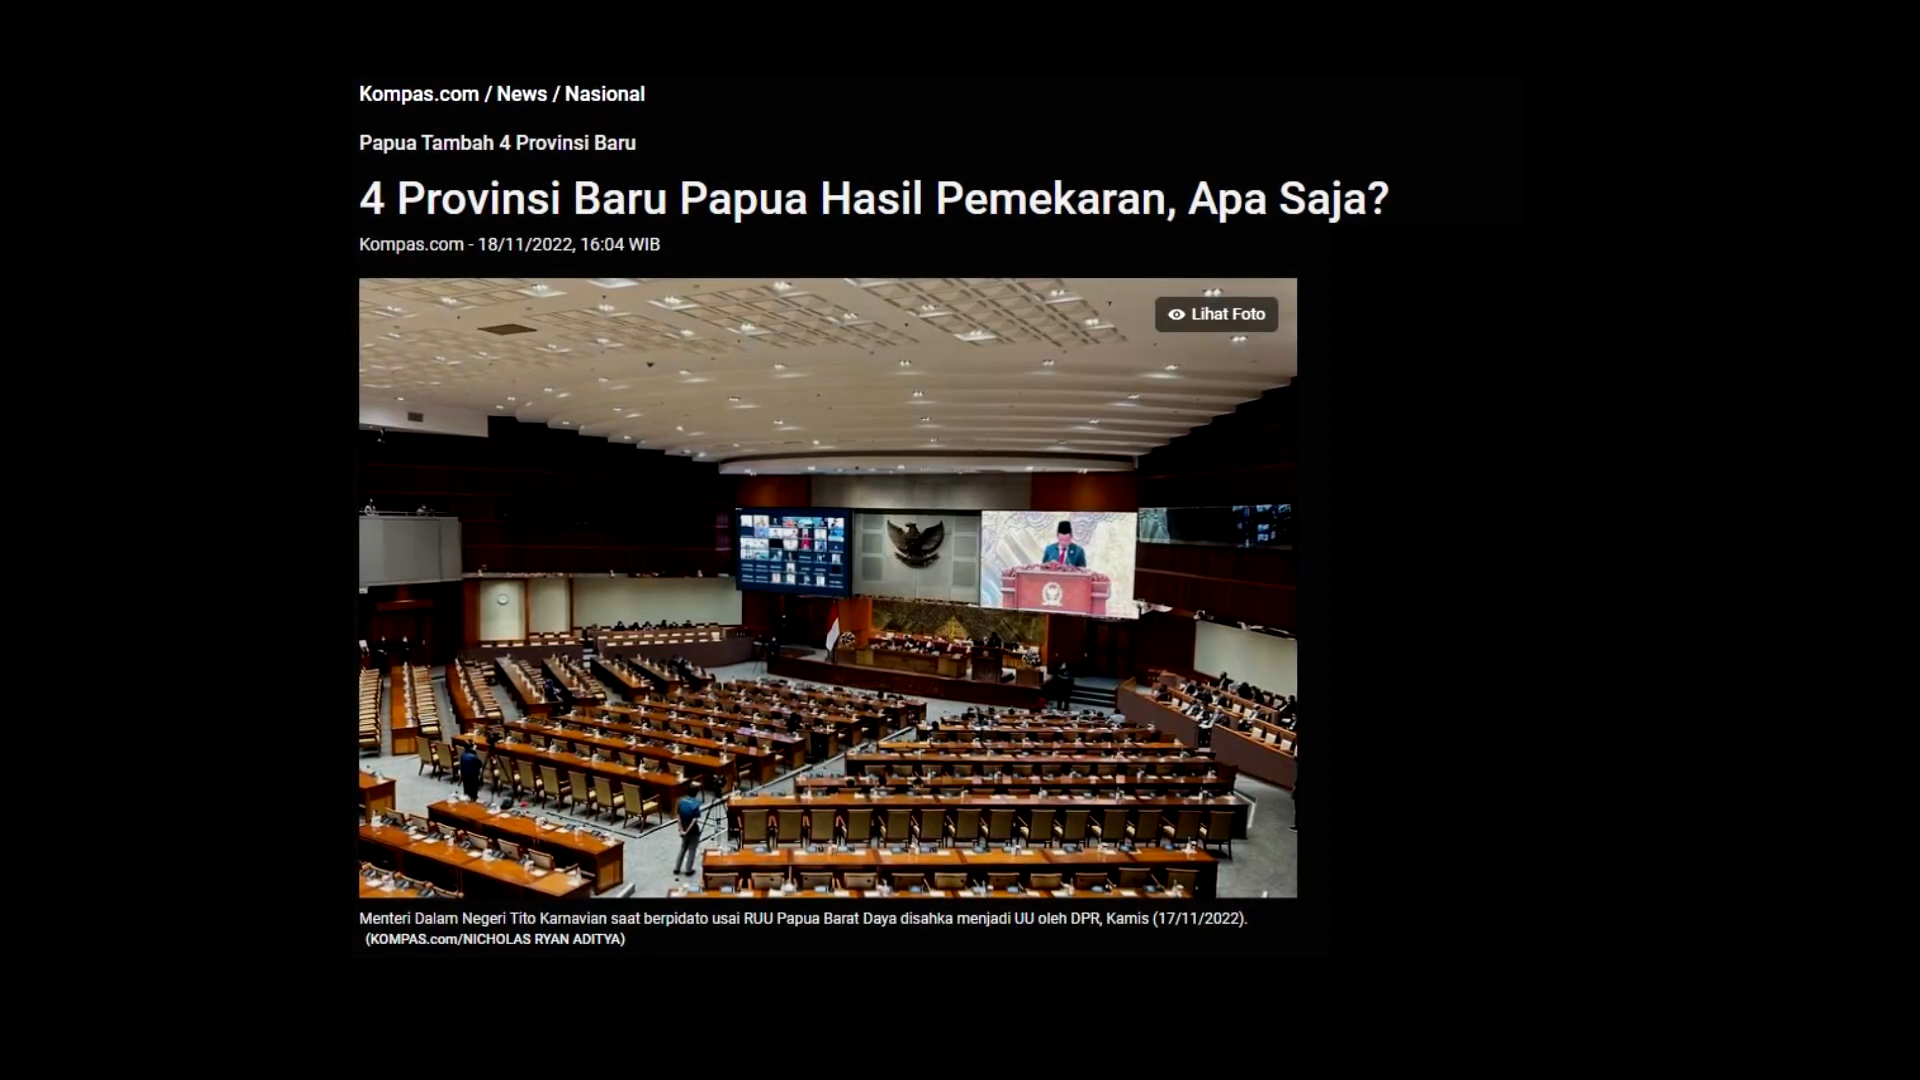 Kompas.com / News / Nasional
Papua Tambah 4 Provinsi Baru
4 Provinsi Baru Papua Hasil Pemekaran, Apa Saja?
Kompas.com - 18/11/2022, 16:04 WIB
Lihat Foto
Menteri Dalam Negeri Tito Karnavian saat berpidato usai RUU Papua Barat Daya disahka menjadi UU oleh DPR, Kamis (17/11/2022).
(KOMPAS.com/NICHOLAS RYAN ADITYA)